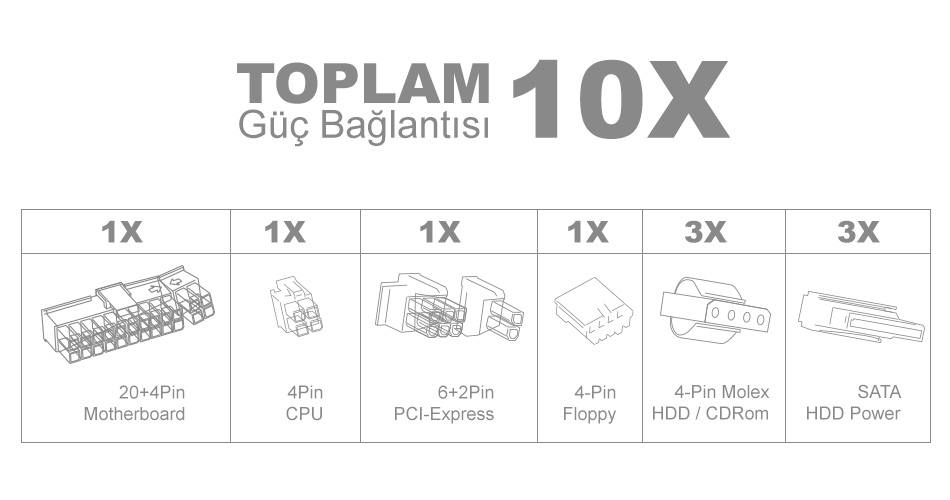 TOPLAM 10X
Güç Bağlantısı
1X 1X 1X 1X 3X 3X
20+4Pin 4Pin 6+2Pin 4-Pin 4-Pin Molex SATA
Motherboard CPU PCI-Express Floppy HDD / CDRom HDD Power